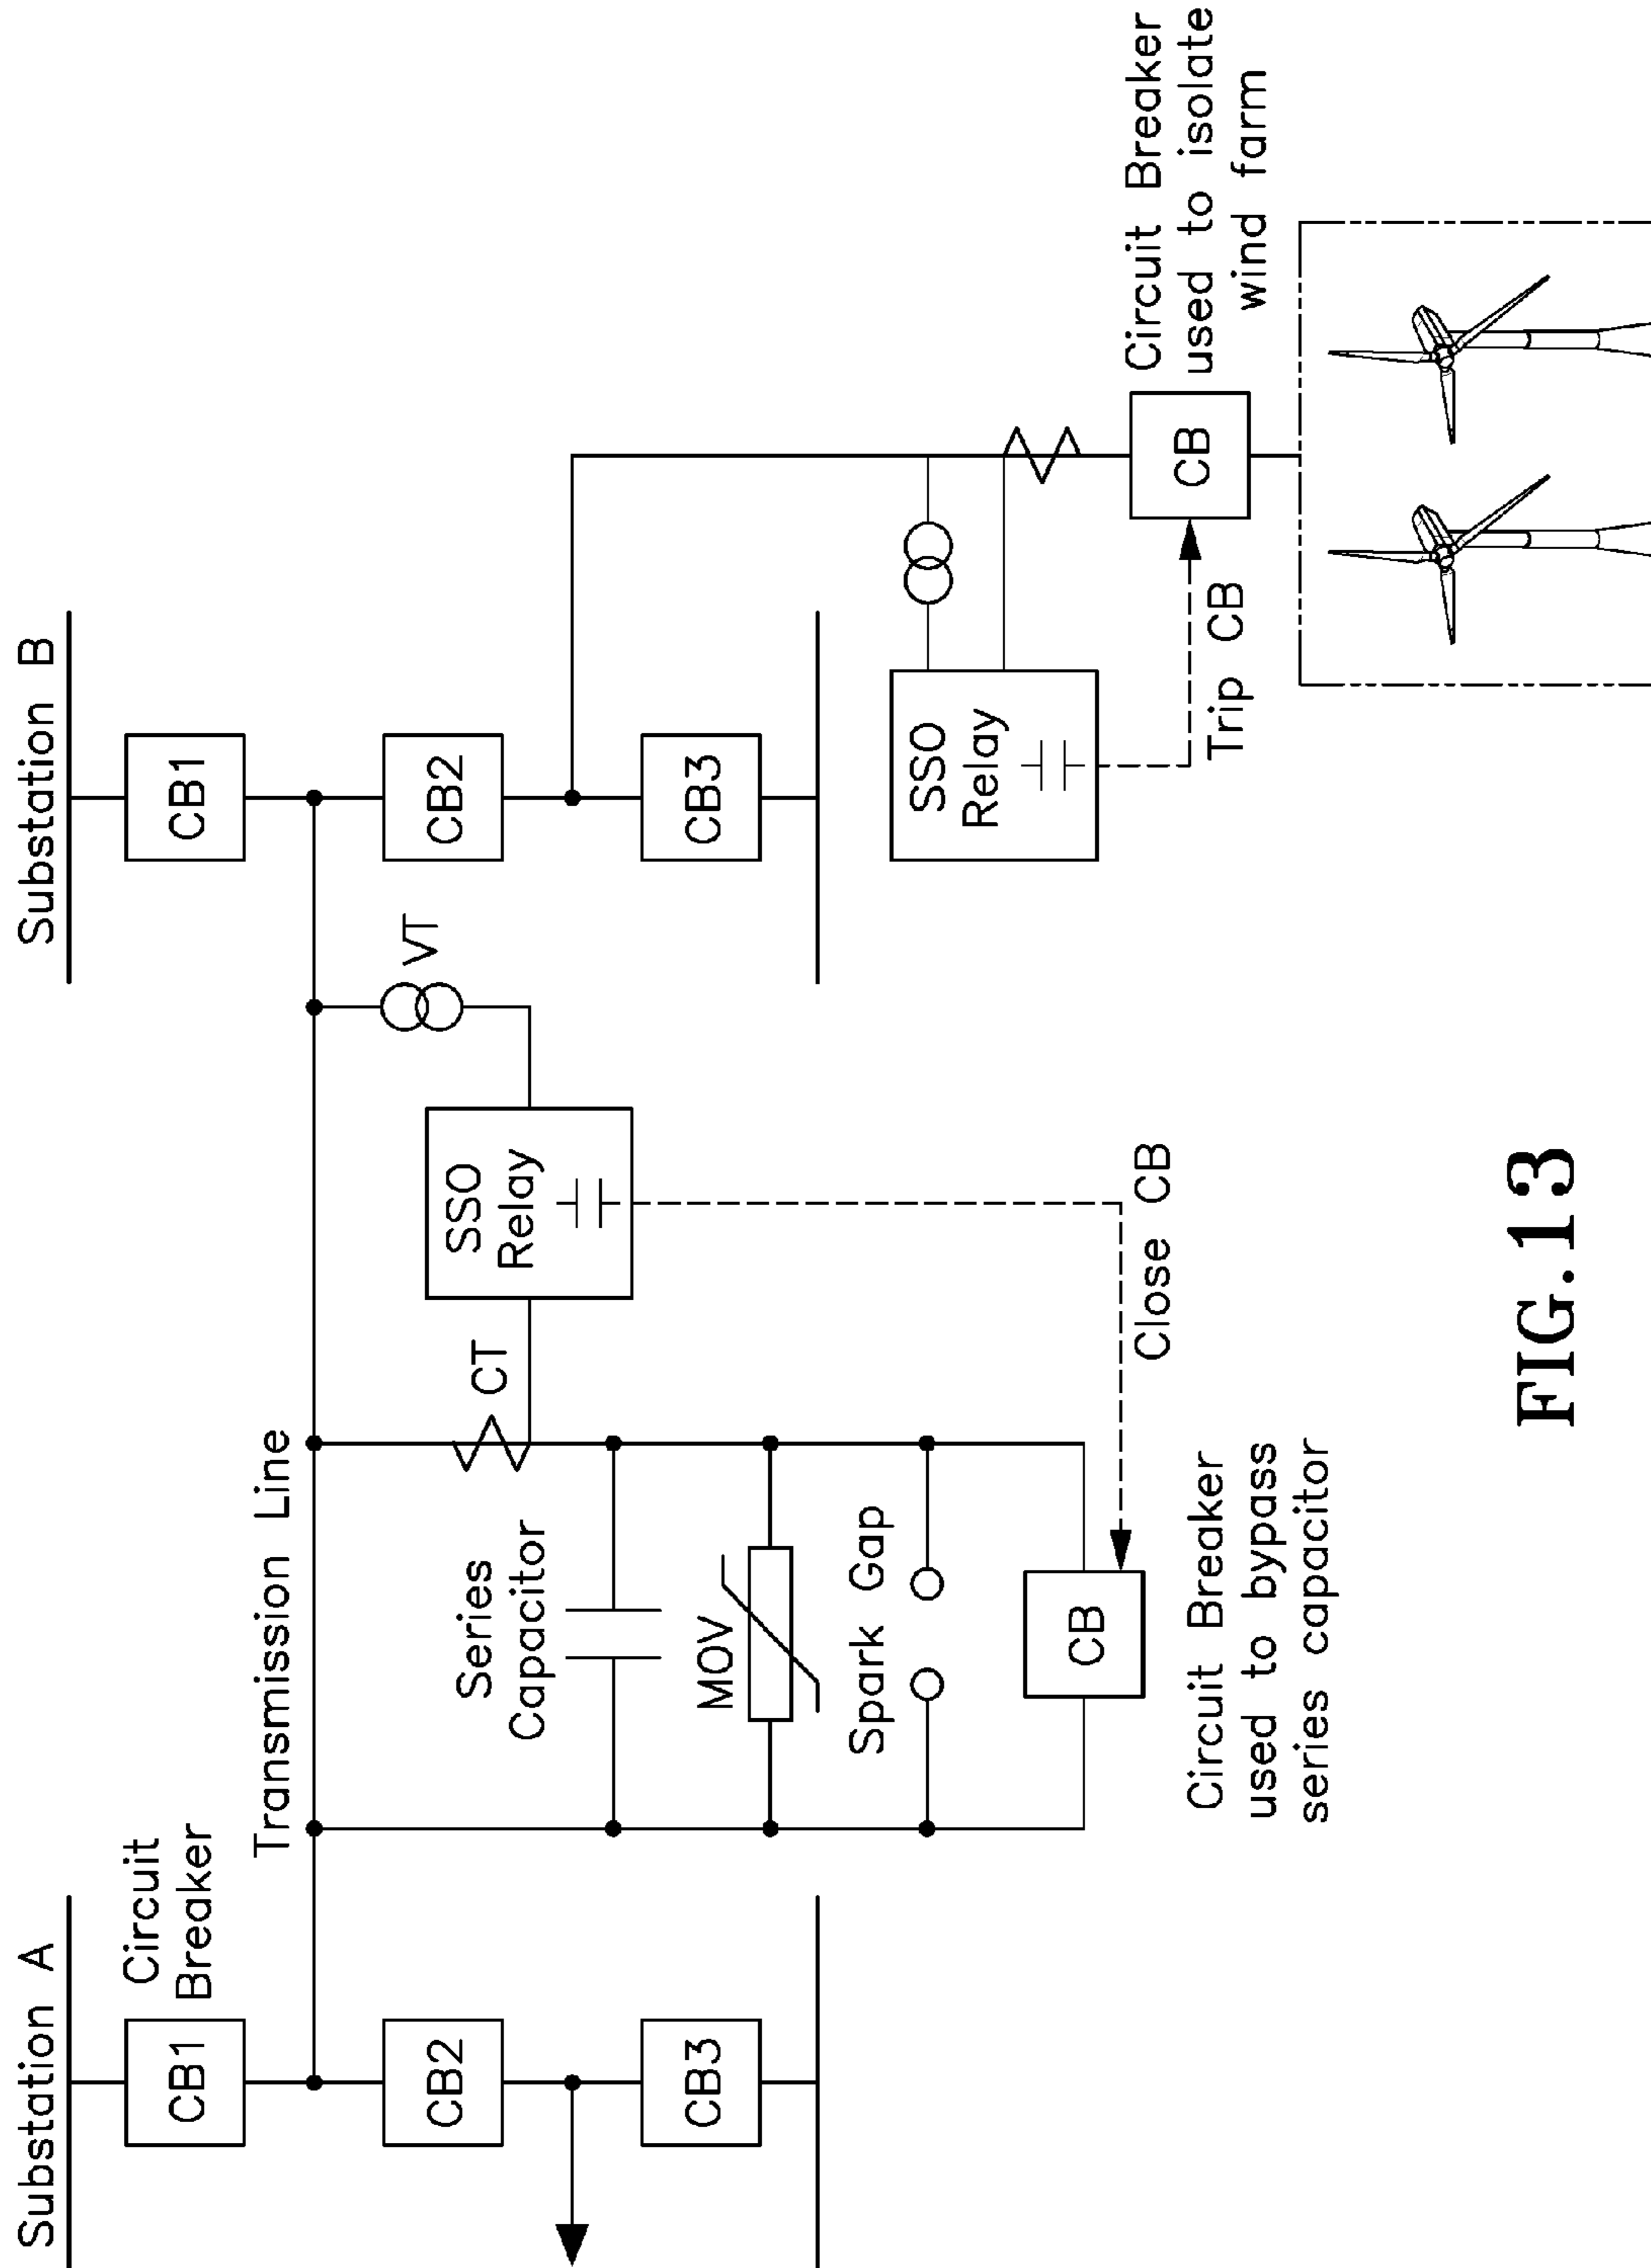 Substation A
Circuit
Breaker
CB1
CB2
CB3
Transmission Line
Series
Capacitor
MOV
Spark Gap
CB
Circuit Breaker
used to bypass
series capacitor
CT
SSO
Relay
Close CB
VT
Substation B
CB1
CB2
CB3
SSO
Relay
Trip CB
CB
Circuit Breaker
used to isolate
wind farm
FIG.13